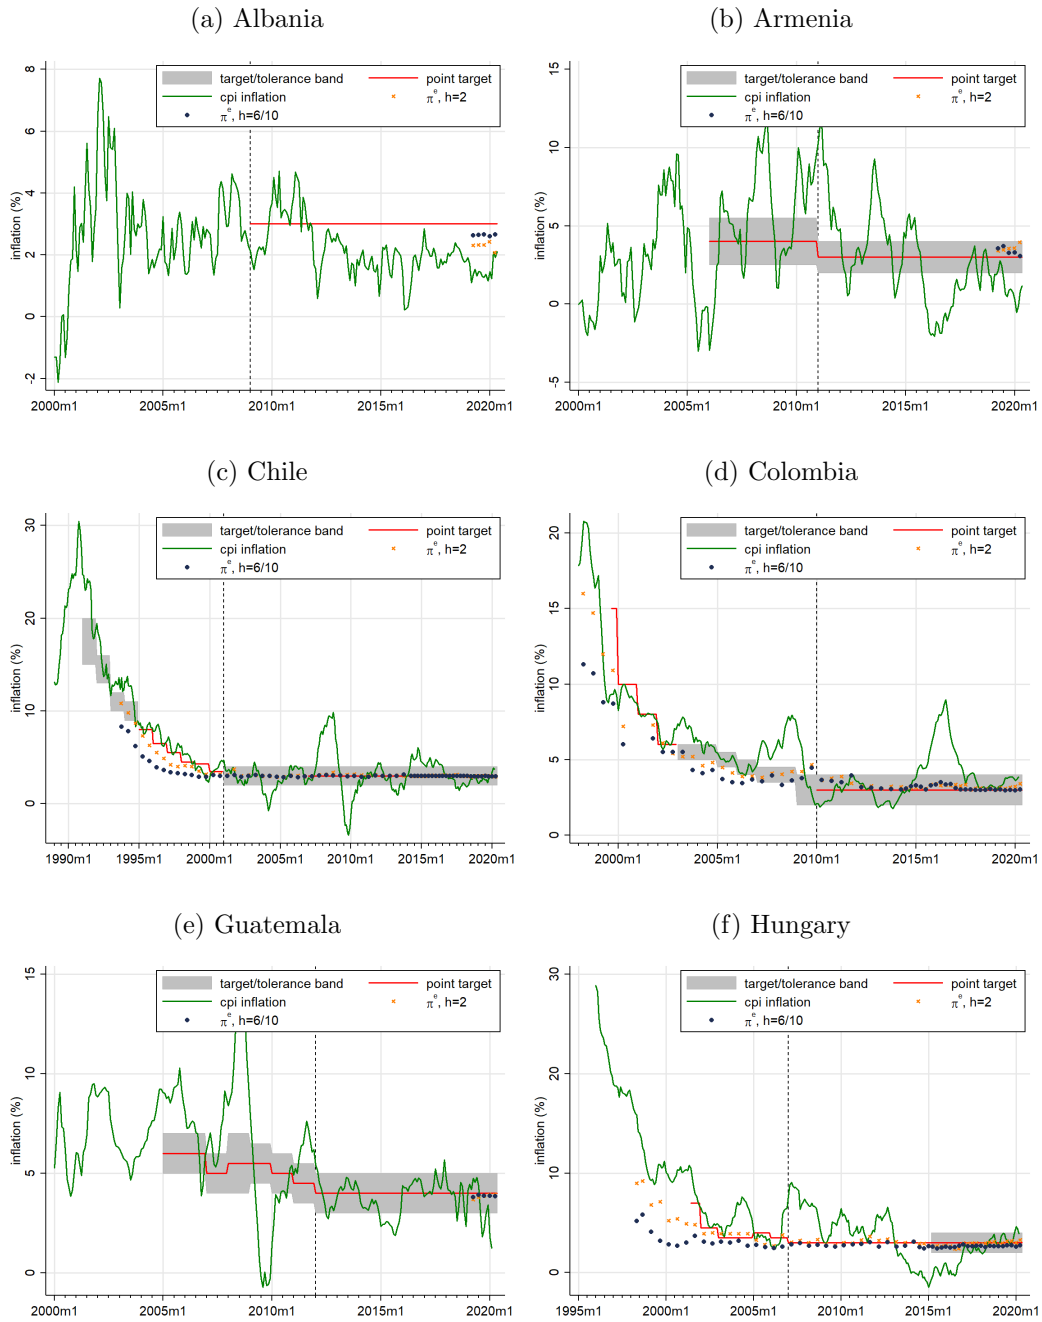 (a) Albania
target/tolerance band
point target
cpi inflation
π^e, h=2
π^e, h=6/10
inflation (%)
8
6
4
2
0
-2
2000m1 2005m1 2010m1 2015m1 2020m1
(b) Armenia
target/tolerance band
point target
cpi inflation
π^e, h=2
π^e, h=6/10
inflation (%)
15
10
5
0
-5
2000m1 2005m1 2010m1 2015m1 2020m1
(c) Chile
target/tolerance band
point target
cpi inflation
π^e, h=2
π^e, h=6/10
inflation (%)
30
20
10
0
1990m1 1995m1 2000m1 2005m1 2010m1 2015m1 2020m1
(d) Colombia
target/tolerance band
point target
cpi inflation
π^e, h=2
π^e, h=6/10
inflation (%)
20
15
10
5
0
2000m1 2005m1 2010m1 2015m1 2020m1
(e) Guatemala
target/tolerance band
point target
cpi inflation
π^e, h=2
π^e, h=6/10
inflation (%)
15
10
5
0
2000m1 2005m1 2010m1 2015m1 2020m1
(f) Hungary
target/tolerance band
point target
cpi inflation
π^e, h=2
π^e, h=6/10
inflation (%)
30
20
10
0
1995m1 2000m1 2005m1 2010m1 2015m1 2020m1